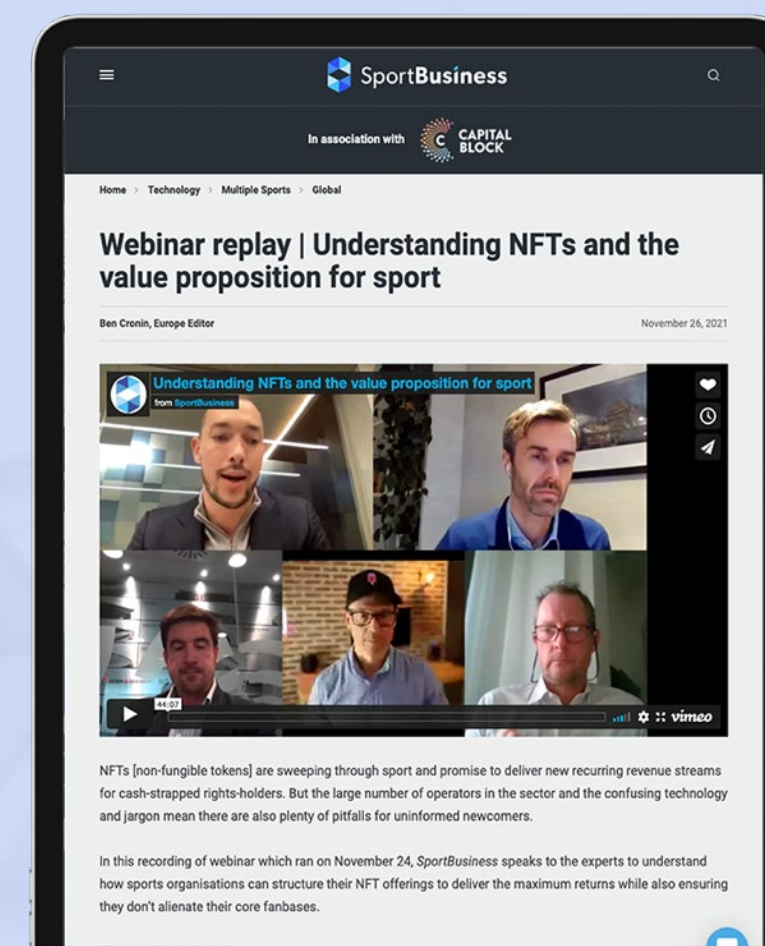 SportBusiness
In association with
CAPITAL
BLOCK
Home > Technology > Multiple Sports > Global
Webinar replay | Understanding NFTs and the
value proposition for sport
Ben Cronin, Europe Editor
November 26, 2021
Understanding NFTs and the value proposition for sport
from SportBusiness
44:07
vimeo
NFTs [non-fungible tokens] are sweeping through sport and promise to deliver new recurring revenue streams
for cash-strapped rights-holders. But the large number of operators in the sector and the confusing technology
and jargon mean there are also plenty of pitfalls for uninformed newcomers.
In this recording of webinar which ran on November 24, SportBusiness speaks to the experts to understand
how sports organisations can structure their NFT offerings to deliver the maximum returns while also ensuring
they don't alienate their core fanbases.